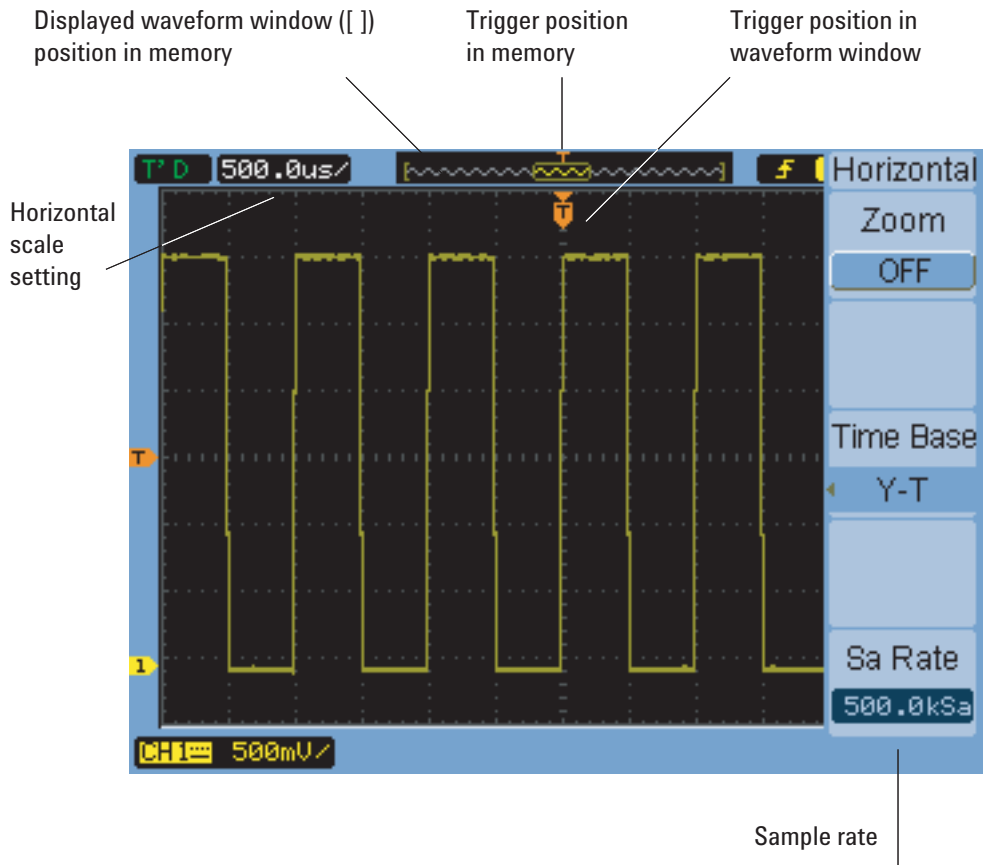 Displayed waveform window ([ ])
position in memory
Trigger position
in memory
Trigger position in
waveform window
T’D
500.0us/
T
Horizontal
Zoom
OFF
Time Base
Y-T
Sa Rate
500.0kSa
Horizontal
scale
setting
T
T
1
CH1 500mV/
Sample rate